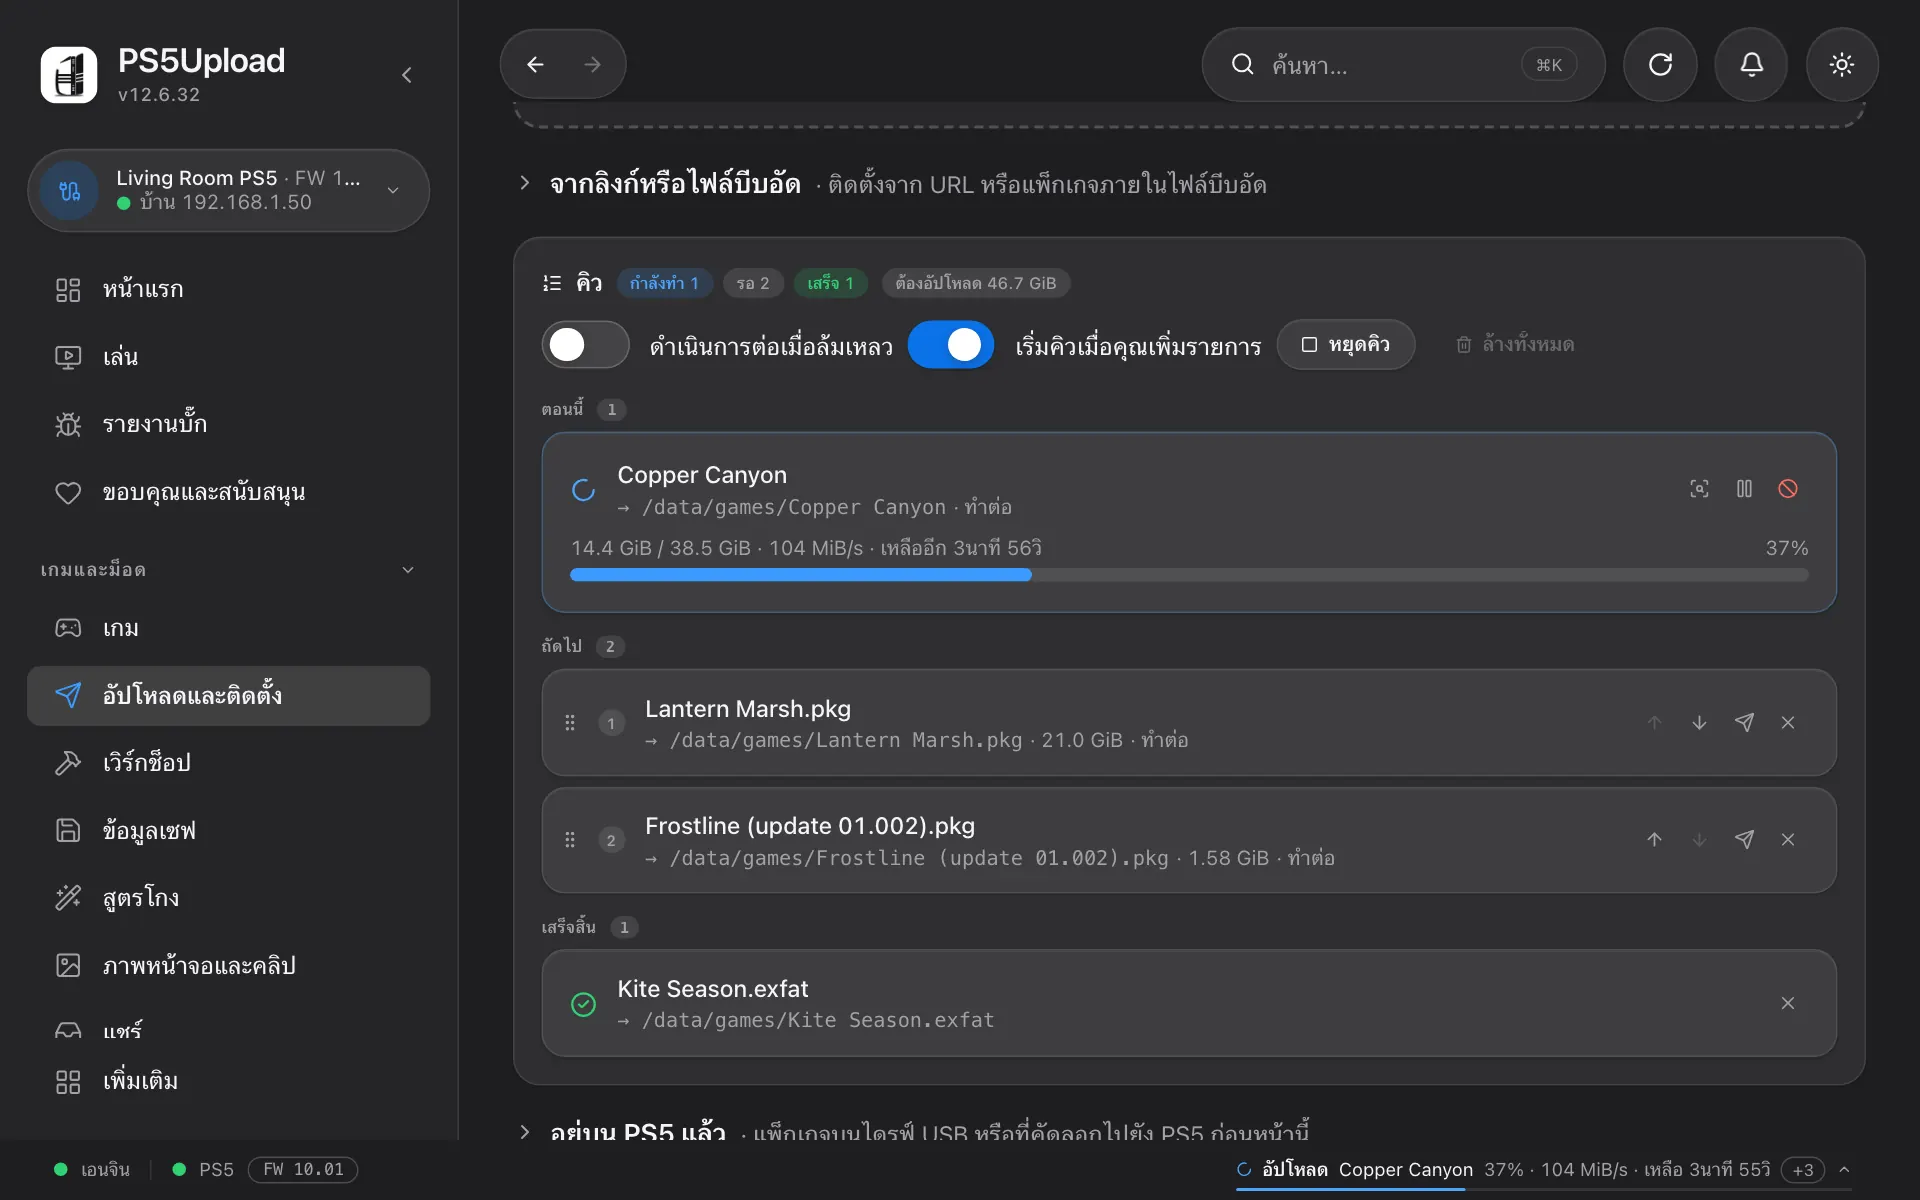 PS5Upload
v12.6.32
Living Room PS5 · FW 1...
บ้าน 192.168.1.50
หน้าแรก
เล่น
รายงานบั๊ก
ขอบคุณและสนับสนุน
เกมและม็อด
เกม
อัปโหลดและติดตั้ง
เวิร์กช็อป
ข้อมูลเซฟ
สูตรโกง
ภาพหน้าจอและคลิป
แชร์
เพิ่มเติม
ค้นหา... ⌘K
จากลิงก์หรือไฟล์บีบอัด · ติดตั้งจาก URL หรือแพ็กเกจภายในไฟล์บีบอัด
คิว กำลังทำ 1 รอ 2 เสร็จ 1 ต้องอัปโหลด 46.7 GiB
ดำเนินการต่อเมื่อล้มเหลว เริ่มคิวเมื่อคุณเพิ่มรายการ หยุดคิว ล้างทั้งหมด
ตอนนี้ 1
Copper Canyon
→ /data/games/Copper Canyon · ทำต่อ
14.4 GiB / 38.5 GiB · 104 MiB/s · เหลืออีก 3นาที 56วิ 37%
ถัดไป 2
1 Lantern Marsh.pkg
→ /data/games/Lantern Marsh.pkg · 21.0 GiB · ทำต่อ
2 Frostline (update 01.002).pkg
→ /data/games/Frostline (update 01.002).pkg · 1.58 GiB · ทำต่อ
เสร็จสิ้น 1
Kite Season.exfat
→ /data/games/Kite Season.exfat
อยู่บน PS5 แล้ว · แพ็กเกจบนไดรฟ์ USB หรือที่คัดลอกไปยัง PS5 ก่อนหน้านี้
เอนจิน PS5 FW 10.01
อัปโหลด Copper Canyon 37% · 104 MiB/s · เหลือ 3นาที 55วิ +3